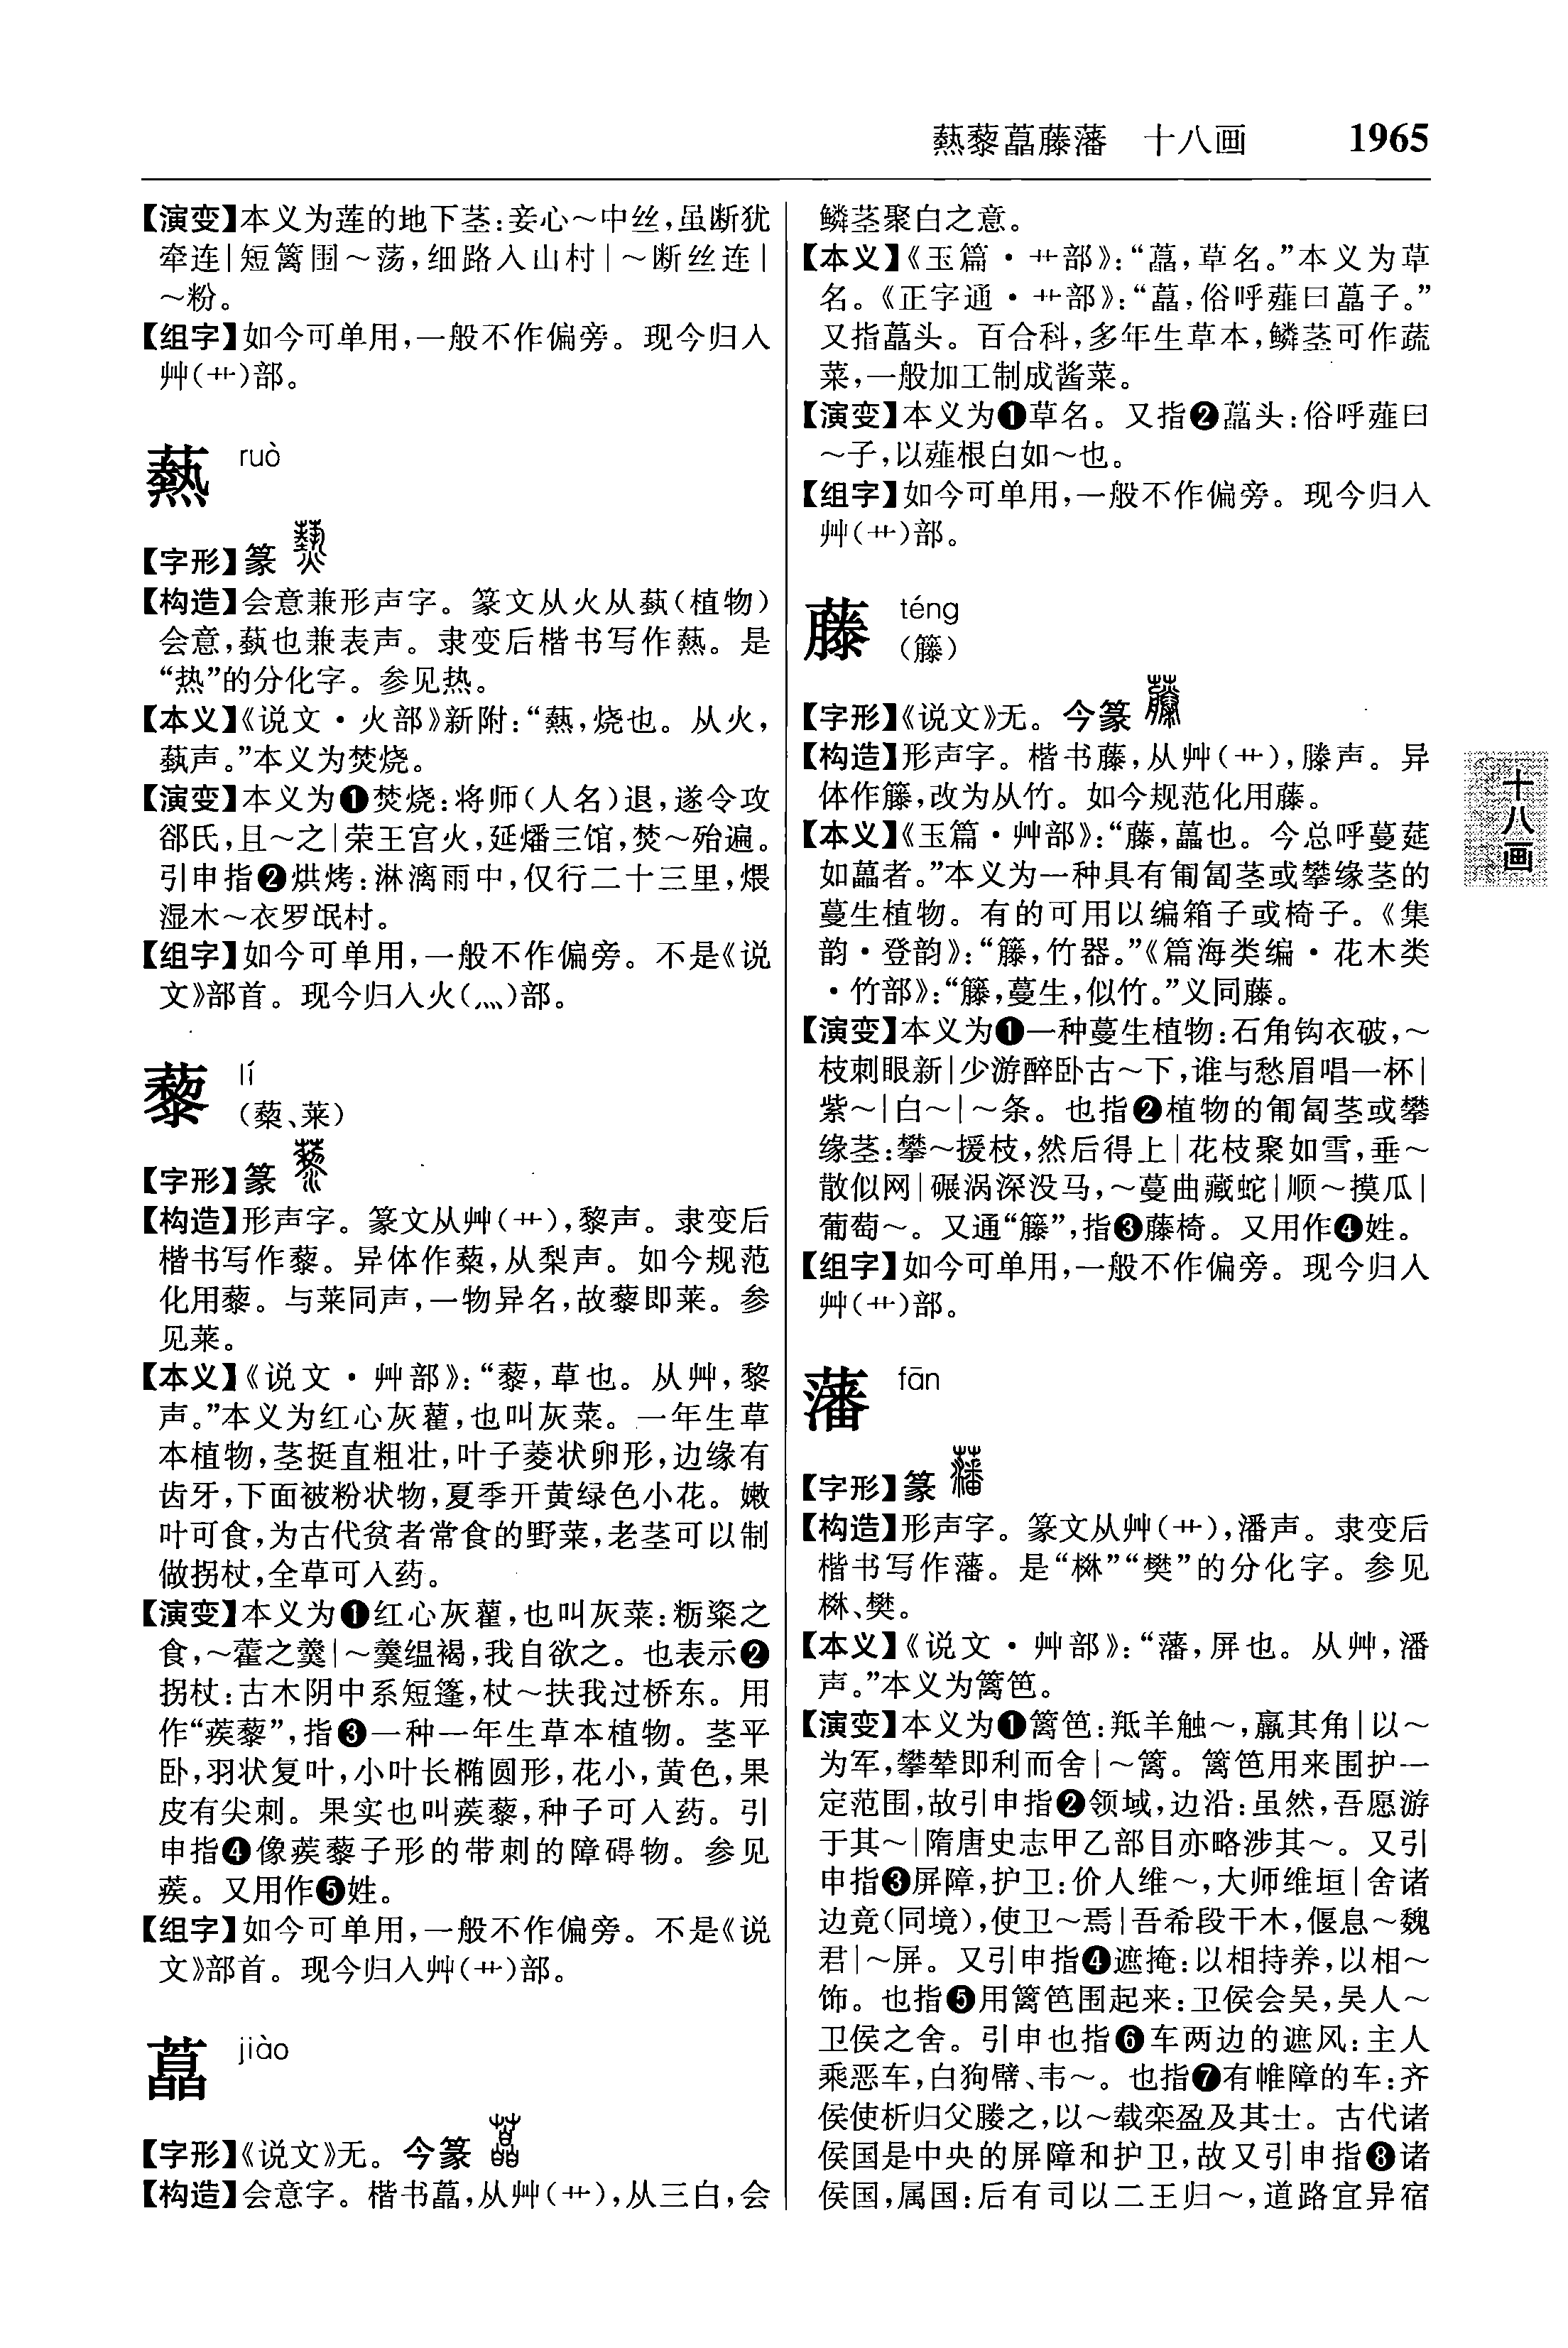 爇藜藠藤藩　十八画　1965
【演变】本义为莲的地下茎:妾心～中丝,虽断犹
牵连|短篱围～荡,细路入山村|～断丝连|
～粉。
【组字】如今可单用,一般不作偏旁。现今归入
艸(艹)部。
爇 ruò
【字形】篆
【构造】会意兼形声字。篆文从火从蓺(植物)
会意,蓺也兼表声。隶变后楷书写作爇。是
“热”的分化字。参见热。
【本义】《说文·火部》新附:“爇,烧也。从火,
蓺声。”本义为焚烧。
【演变】本义为❶焚烧:将师(人名)退,遂令攻
郤氏,且～之|荣王宫火,延燔三馆,焚～殆遍。
引申指❷烘烤:淋漓雨中,仅行二十三里,煨
湿木～衣罗氓村。
【组字】如今可单用,一般不作偏旁。不是《说
文》部首。现今归入火(灬)部。
藜 lí
(蔾、莱)
【字形】篆
【构造】形声字。篆文从艸(艹),黎声。隶变后
楷书写作藜。异体作蔾,从梨声。如今规范
化用藜。与莱同声,一物异名,故藜即莱。参
见莱。
【本义】《说文·艸部》:“藜,草也。从艸,黎
声。”本义为红心灰藋,也叫灰菜。一年生草
本植物,茎挺直粗壮,叶子菱状卵形,边缘有
齿牙,下面被粉状物,夏季开黄绿色小花。嫩
叶可食,为古代贫者常食的野菜,老茎可以制
做拐杖,全草可入药。
【演变】本义为❶红心灰藋,也叫灰菜:粝粢之
食,～藿之羹|～羹缊褐,我自欲之。也表示❷
拐杖:古木阴中系短篷,杖～扶我过桥东。用
作“蒺藜”,指❸一种一年生草本植物。茎平
卧,羽状复叶,小叶长椭圆形,花小,黄色,果
皮有尖刺。果实也叫蒺藜,种子可入药。引
申指❹像蒺藜子形的带刺的障碍物。参见
蒺。又用作❺姓。
【组字】如今可单用,一般不作偏旁。不是《说
文》部首。现今归入艸(艹)部。
藠 jiào
【字形】《说文》无。今篆
【构造】会意字。楷书藠,从艸(艹),从三白,会
鳞茎聚白之意。
【本义】《玉篇·艹部》:“藠,草名。”本义为草
名。《正字通·艹部》:“藠,俗呼薤曰藠子。”
又指藠头。百合科,多年生草本,鳞茎可作蔬
菜,一般加工制成酱菜。
【演变】本义为❶草名。又指❷藠头:俗呼薤曰
～子,以薤根白如～也。
【组字】如今可单用,一般不作偏旁。现今归入
艸(艹)部。
藤 téng
(籐)
【字形】《说文》无。今篆
【构造】形声字。楷书藤,从艸(艹),滕声。异
体作籐,改为从竹。如今规范化用藤。
【本义】《玉篇·艸部》:“藤,藟也。今总呼蔓莚
如藟者。”本义为一种具有匍匐茎或攀缘茎的
蔓生植物。有的可用以编箱子或椅子。《集
韵·登韵》:“籐,竹器。”《篇海类编·花木类
·竹部》:“籐,蔓生,似竹。”义同藤。
【演变】本义为❶一种蔓生植物:石角钩衣破,～
枝刺眼新|少游醉卧古～下,谁与愁眉唱一杯|
紫～|白～|～条。也指❷植物的匍匐茎或攀
缘茎:攀～援枝,然后得上|花枝聚如雪,垂～
散似网|碾涡深没马,～蔓曲藏蛇|顺～摸瓜|
葡萄～。又通“籐”,指❸藤椅。又用作❹姓。
【组字】如今可单用,一般不作偏旁。现今归入
艸(艹)部。
藩 fān
【字形】篆
【构造】形声字。篆文从艸(艹),潘声。隶变后
楷书写作藩。是“棥”“樊”的分化字。参见
棥、樊。
【本义】《说文·艸部》:“藩,屏也。从艸,潘
声。”本义为篱笆。
【演变】本义为❶篱笆:羝羊触～,羸其角|以～
为军,攀辇即利而舍|～篱。篱笆用来围护一
定范围,故引申指❷领域,边沿:虽然,吾愿游
于其～|隋唐史志甲乙部目亦略涉其～。又引
申指❸屏障,护卫:价人维～,大师维垣|舍诸
边竟(同境),使卫～焉|吾希段干木,偃息～魏
君|～屏。又引申指❹遮掩:以相持养,以相～
饰。也指❺用篱笆围起来:卫侯会吴,吴人～
卫侯之舍。引申也指❻车两边的遮风:主人
乘恶车,白狗幦、韦～。也指❼有帷障的车:齐
侯使析归父媵之,以～载栾盈及其士。古代诸
侯国是中央的屏障和护卫,故又引申指❽诸
侯国,属国:后有司以二王归～,道路宜异宿
十八画